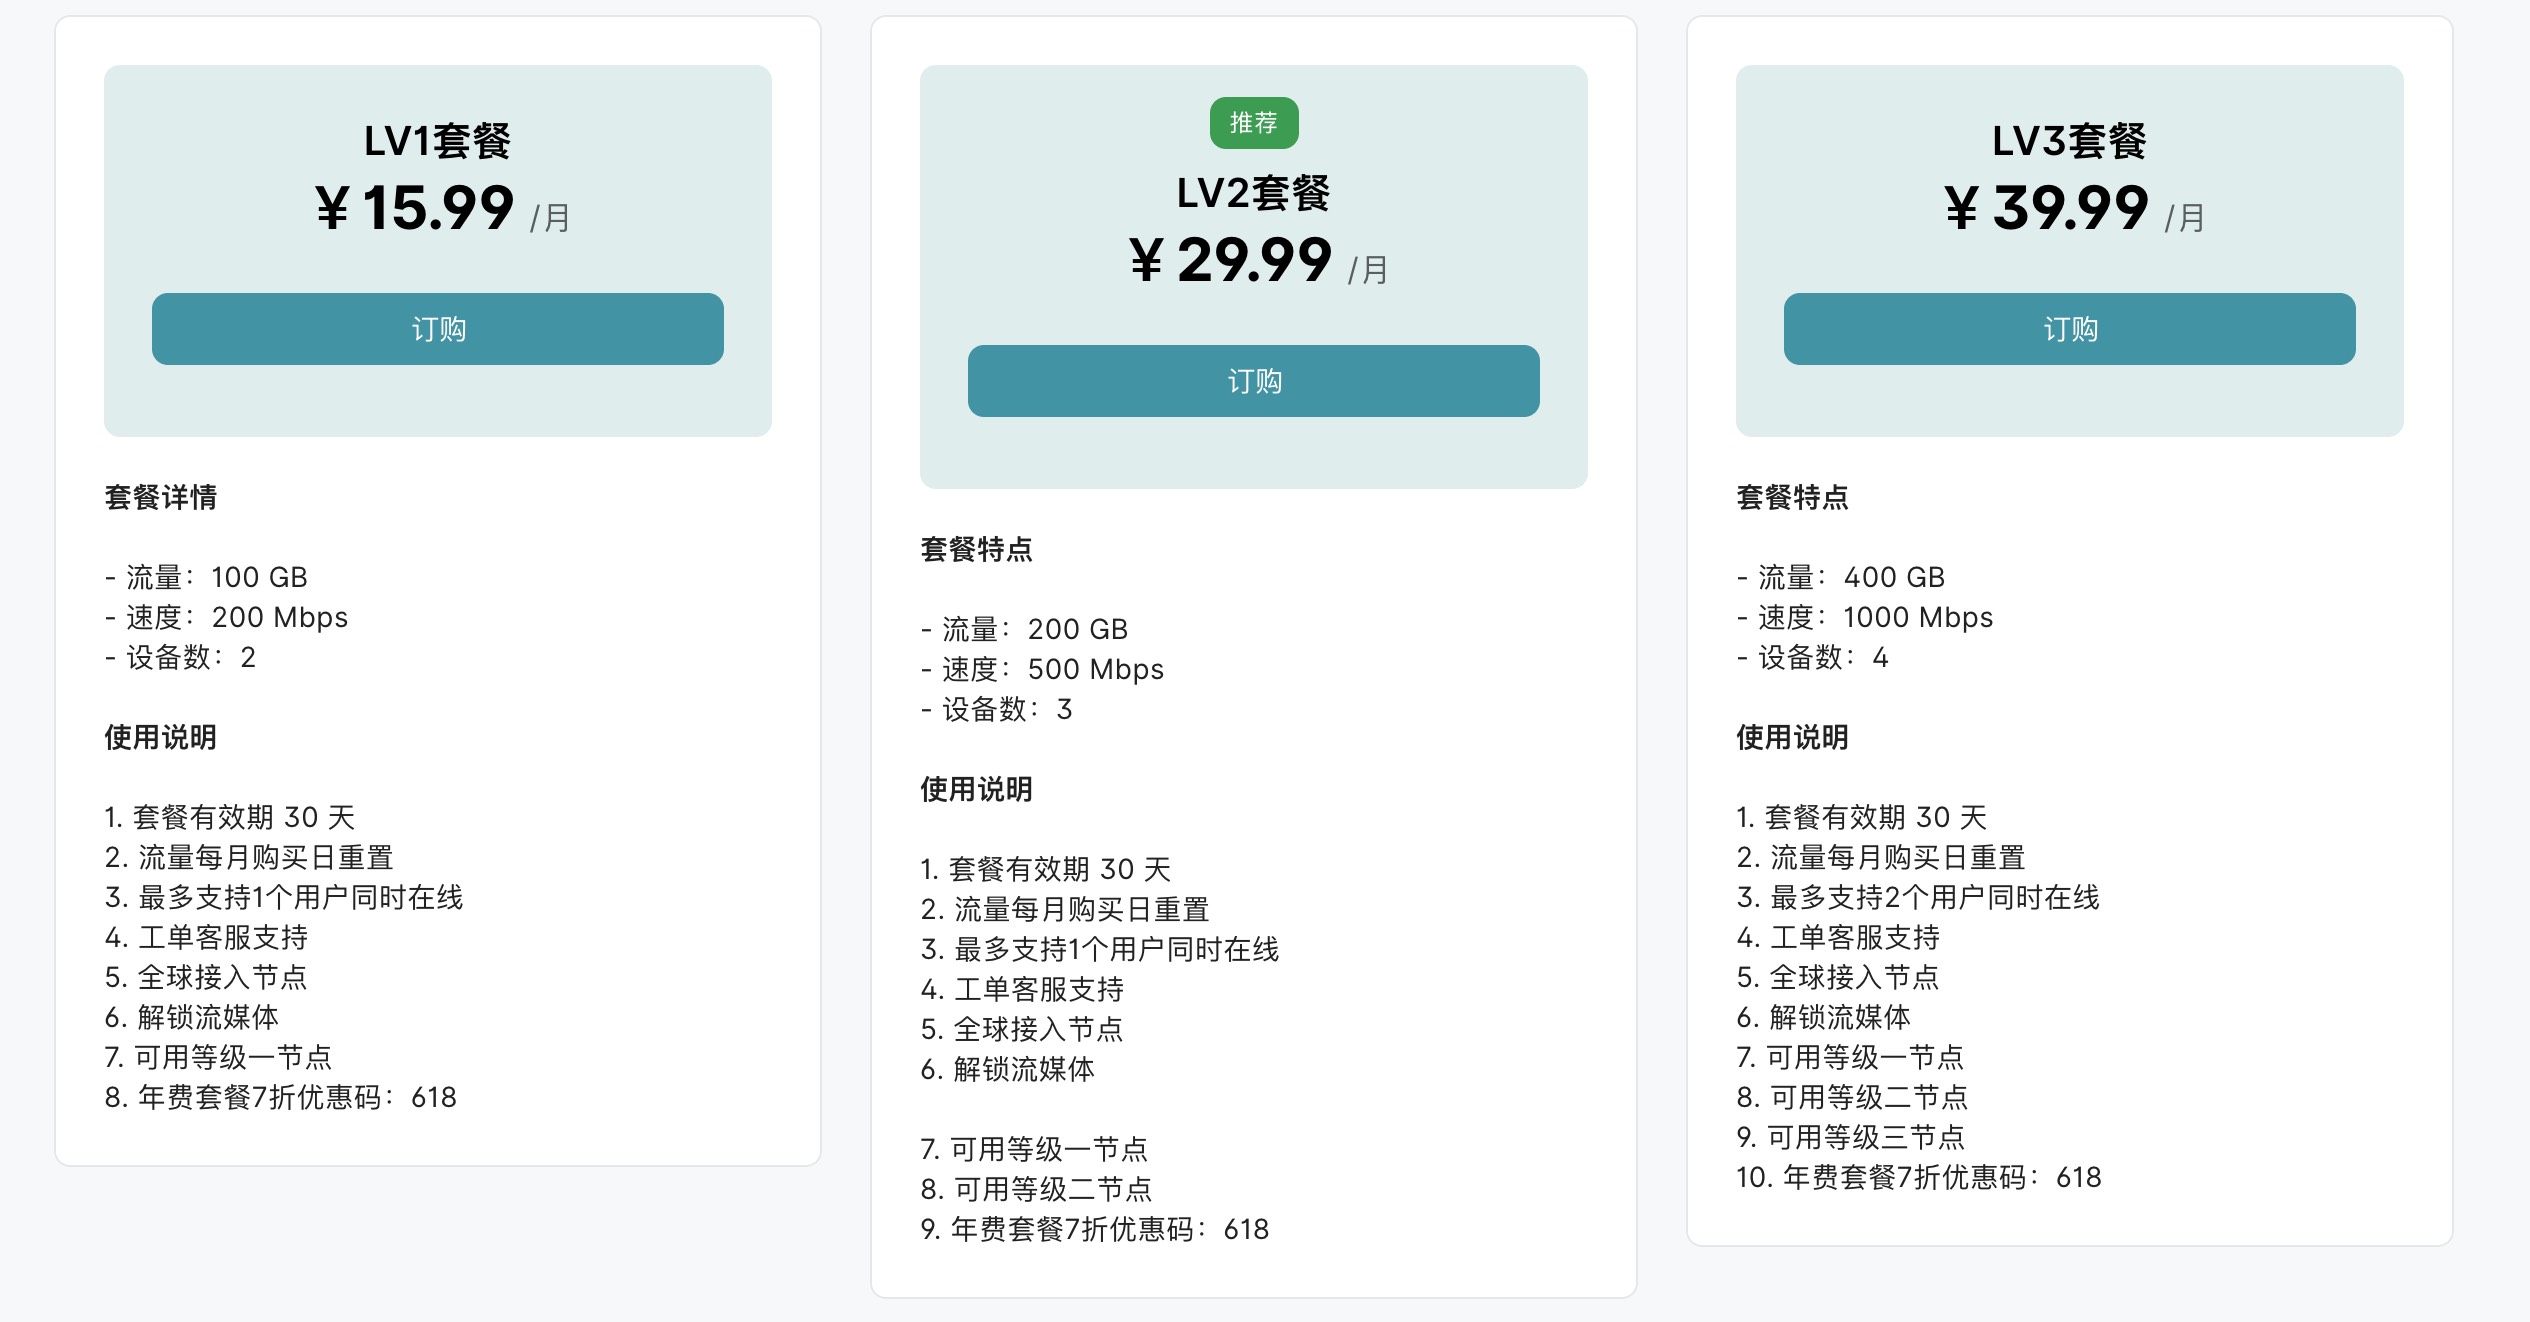 LV1套餐
¥ 15.99 /月
订购
套餐详情
- 流量：100 GB
- 速度：200 Mbps
- 设备数：2
使用说明
1. 套餐有效期 30 天
2. 流量每月购买日重置
3. 最多支持1个用户同时在线
4. 工单客服支持
5. 全球接入节点
6. 解锁流媒体
7. 可用等级一节点
8. 年费套餐7折优惠码：618
推荐
LV2套餐
¥ 29.99 /月
订购
套餐特点
- 流量：200 GB
- 速度：500 Mbps
- 设备数：3
使用说明
1. 套餐有效期 30 天
2. 流量每月购买日重置
3. 最多支持1个用户同时在线
4. 工单客服支持
5. 全球接入节点
6. 解锁流媒体
7. 可用等级一节点
8. 可用等级二节点
9. 年费套餐7折优惠码：618
LV3套餐
¥ 39.99 /月
订购
套餐特点
- 流量：400 GB
- 速度：1000 Mbps
- 设备数：4
使用说明
1. 套餐有效期 30 天
2. 流量每月购买日重置
3. 最多支持2个用户同时在线
4. 工单客服支持
5. 全球接入节点
6. 解锁流媒体
7. 可用等级一节点
8. 可用等级二节点
9. 可用等级三节点
10. 年费套餐7折优惠码：618